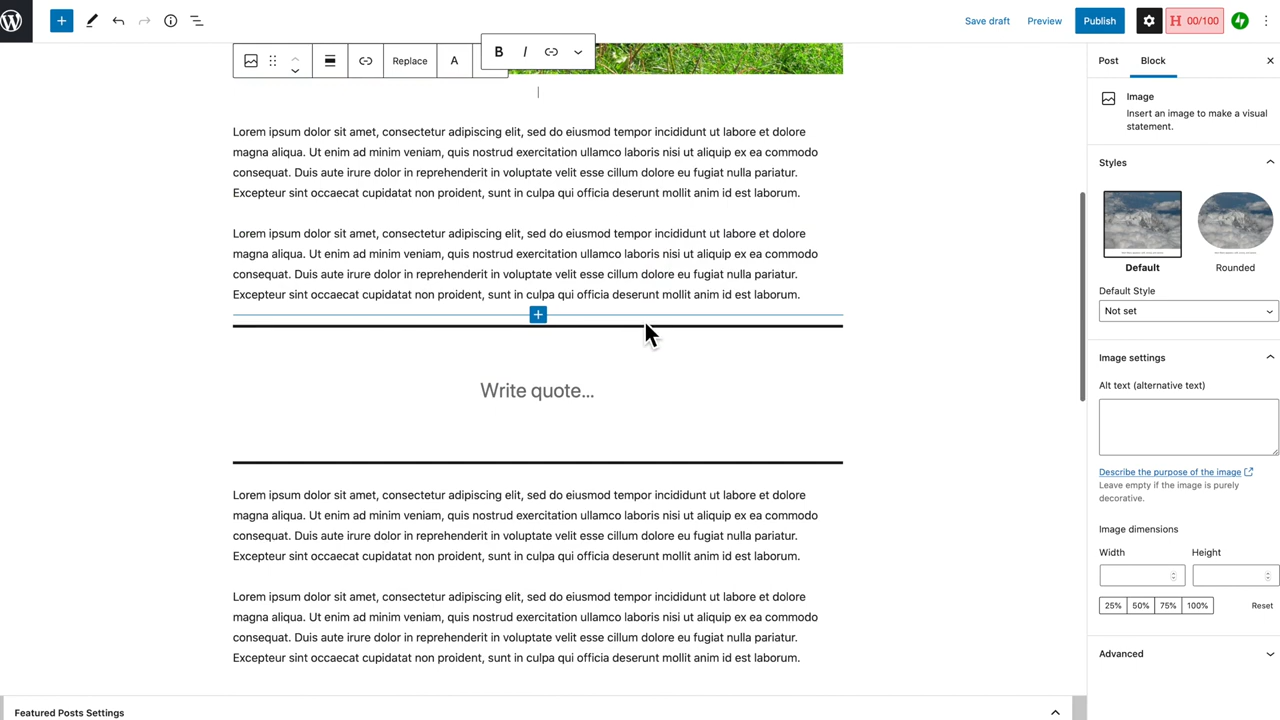 Save draft
Preview
Publish
H 00/100
Replace
A
B I
Post
Block
Image
Insert an image to make a visual
statement.
Styles
Default
Rounded
Default Style
Not set
Image settings
Alt text (alternative text)
Describe the purpose of the image
Leave empty if the image is purely
decorative.
Image dimensions
Width
Height
25% 50% 75% 100% Reset
Advanced
Lorem ipsum dolor sit amet, consectetur adipiscing elit, sed do eiusmod tempor incididunt ut labore et dolore
magna aliqua. Ut enim ad minim veniam, quis nostrud exercitation ullamco laboris nisi ut aliquip ex ea commodo
consequat. Duis aute irure dolor in reprehenderit in voluptate velit esse cillum dolore eu fugiat nulla pariatur.
Excepteur sint occaecat cupidatat non proident, sunt in culpa qui officia deserunt mollit anim id est laborum.
Lorem ipsum dolor sit amet, consectetur adipiscing elit, sed do eiusmod tempor incididunt ut labore et dolore
magna aliqua. Ut enim ad minim veniam, quis nostrud exercitation ullamco laboris nisi ut aliquip ex ea commodo
consequat. Duis aute irure dolor in reprehenderit in voluptate velit esse cillum dolore eu fugiat nulla pariatur.
Excepteur sint occaecat cupidatat non proident, sunt in culpa qui officia deserunt mollit anim id est laborum.
Write quote...
Lorem ipsum dolor sit amet, consectetur adipiscing elit, sed do eiusmod tempor incididunt ut labore et dolore
magna aliqua. Ut enim ad minim veniam, quis nostrud exercitation ullamco laboris nisi ut aliquip ex ea commodo
consequat. Duis aute irure dolor in reprehenderit in voluptate velit esse cillum dolore eu fugiat nulla pariatur.
Excepteur sint occaecat cupidatat non proident, sunt in culpa qui officia deserunt mollit anim id est laborum.
Lorem ipsum dolor sit amet, consectetur adipiscing elit, sed do eiusmod tempor incididunt ut labore et dolore
magna aliqua. Ut enim ad minim veniam, quis nostrud exercitation ullamco laboris nisi ut aliquip ex ea commodo
consequat. Duis aute irure dolor in reprehenderit in voluptate velit esse cillum dolore eu fugiat nulla pariatur.
Excepteur sint occaecat cupidatat non proident, sunt in culpa qui officia deserunt mollit anim id est laborum.
Featured Posts Settings